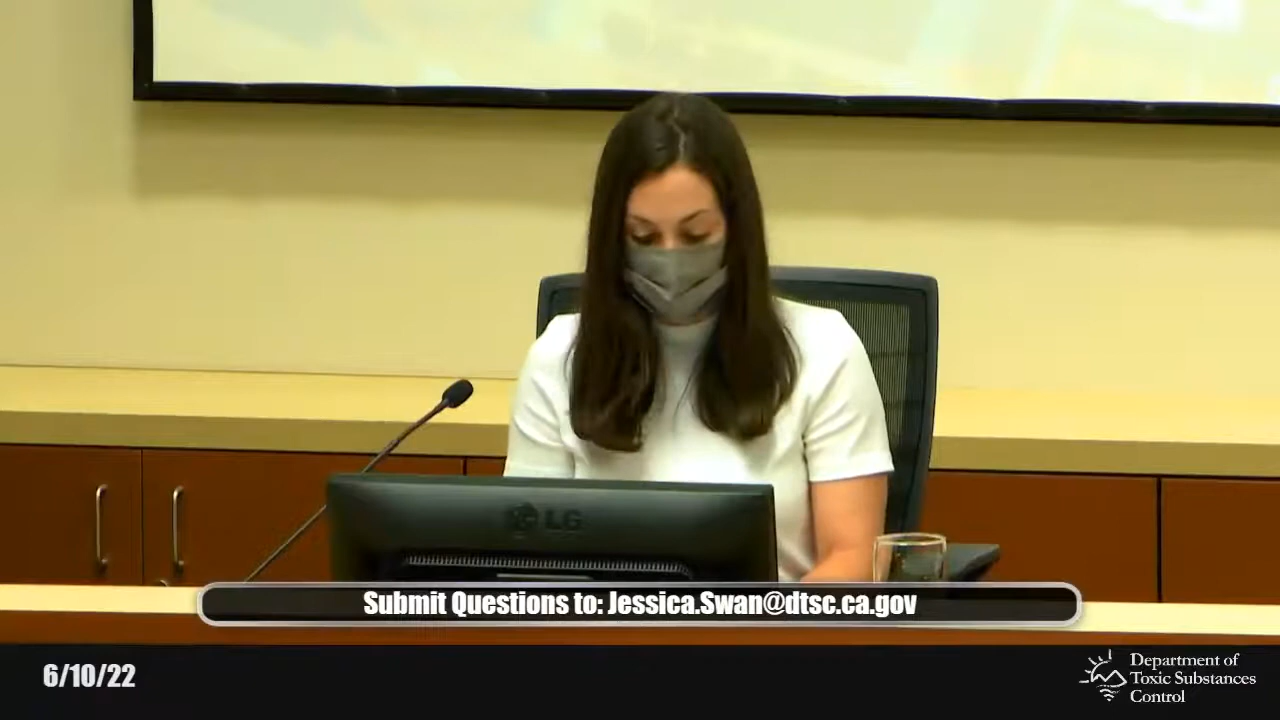 LG
Submit Questions to: Jessica.Swan@dtsc.ca.gov
6/10/22
Department of
Toxic Substances
Control